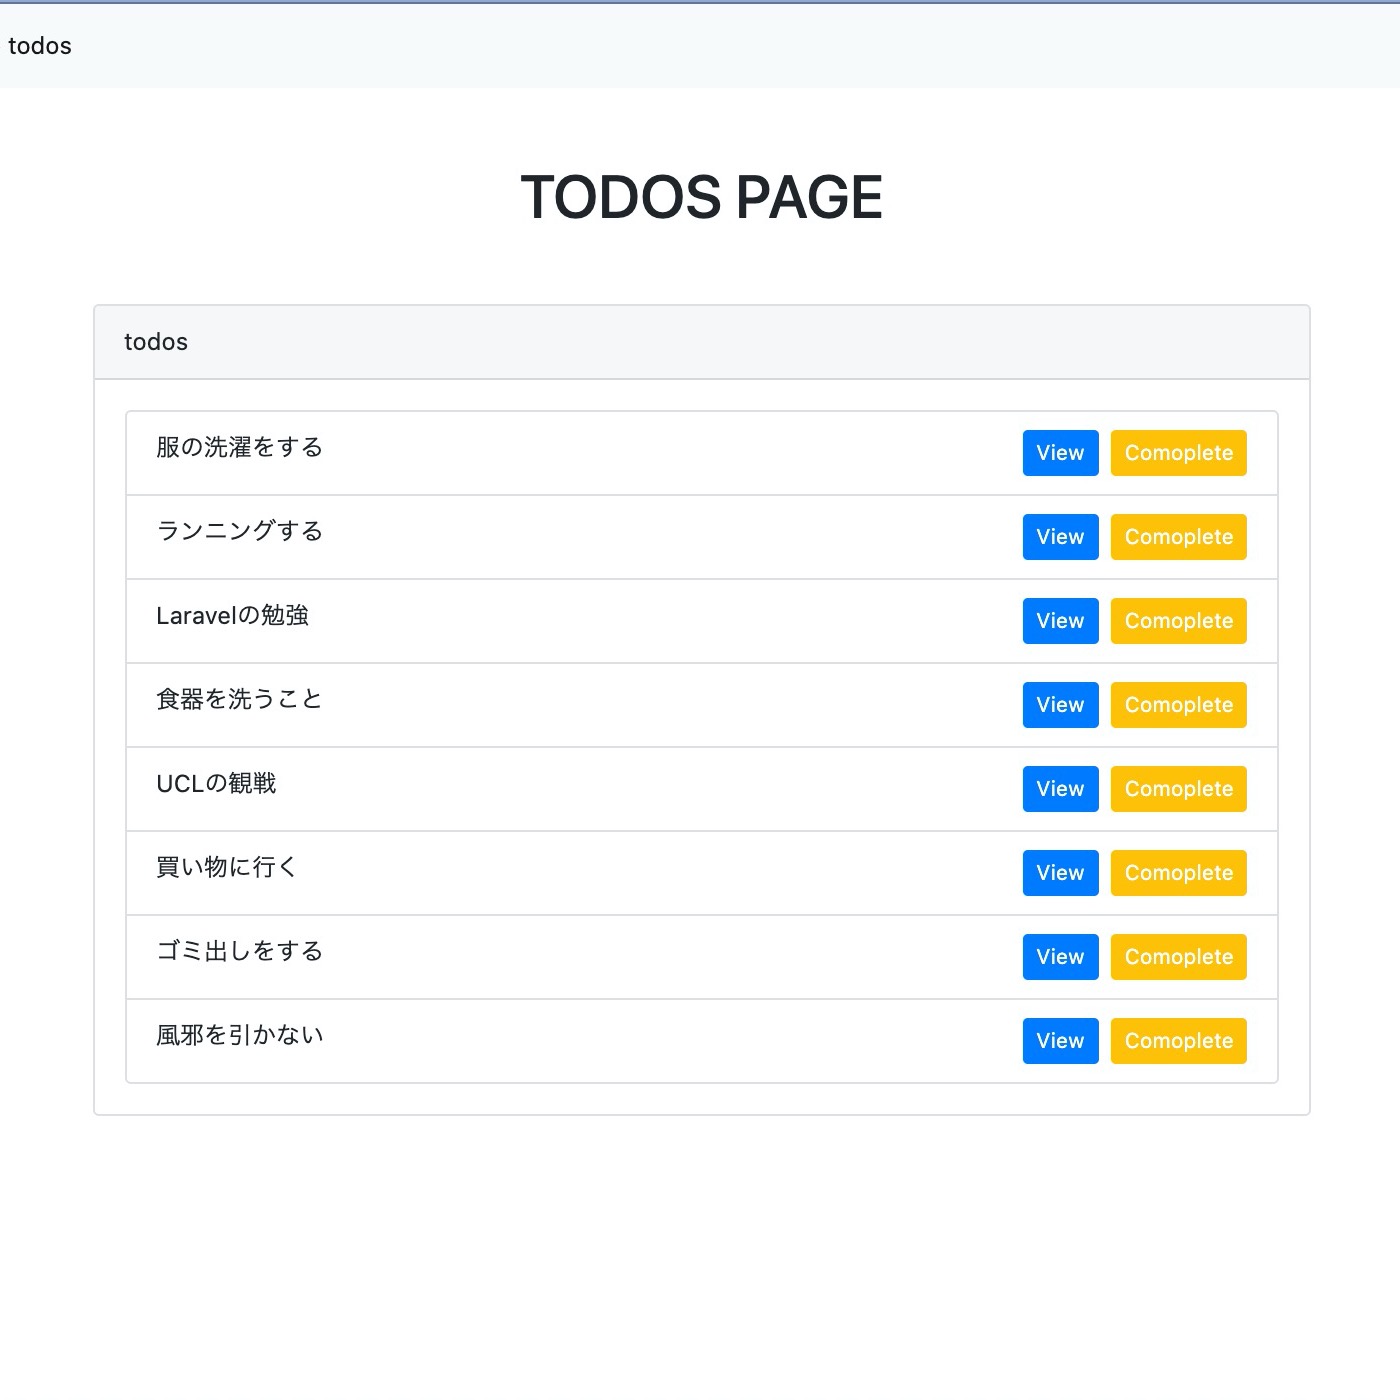 todos
TODOS PAGE
todos
服の洗濯をする View Comoplete
ランニングする View Comoplete
Laravelの勉強 View Comoplete
食器を洗うこと View Comoplete
UCLの観戦 View Comoplete
買い物に行く View Comoplete
ゴミ出しをする View Comoplete
風邪を引かない View Comoplete